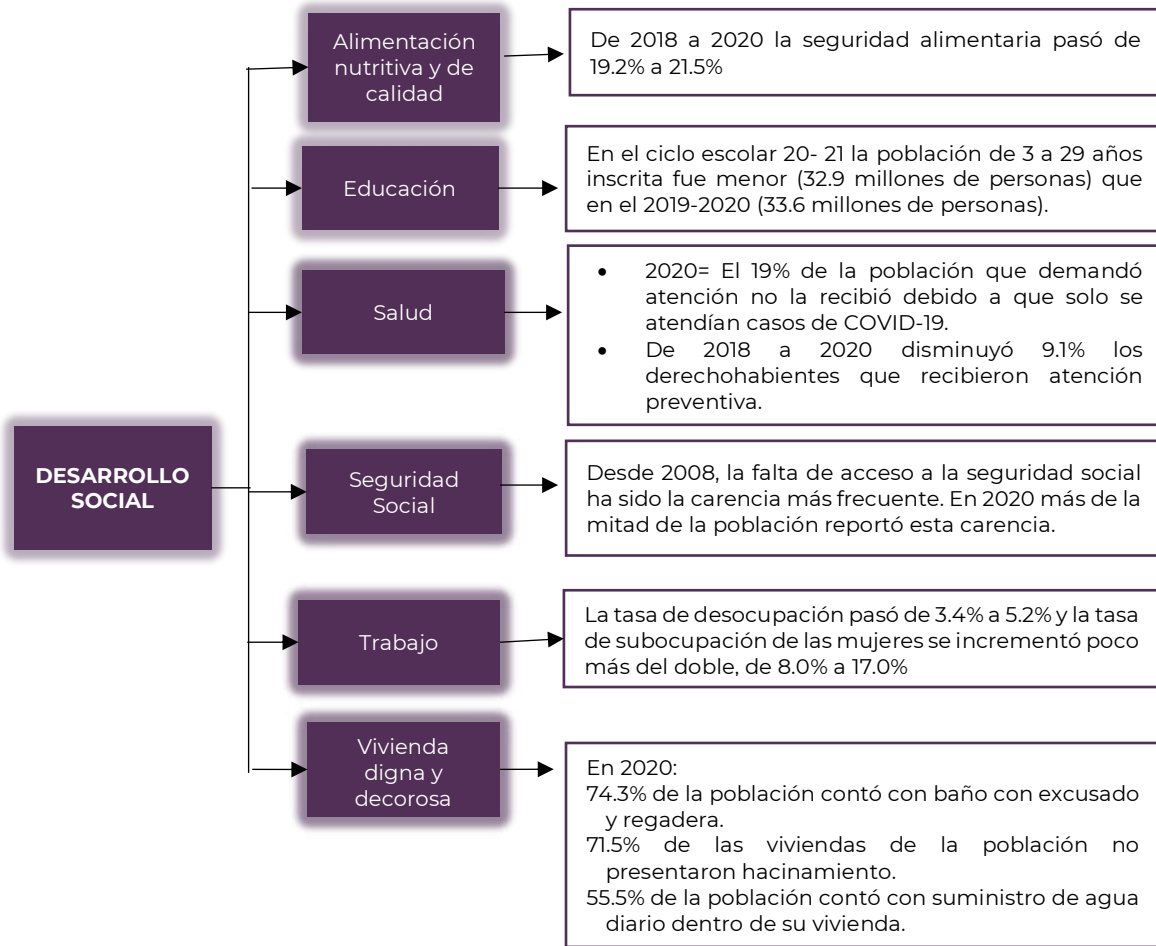 DESARROLLO
SOCIAL
Alimentación
nutritiva y de
calidad
De 2018 a 2020 la seguridad alimentaria pasó de
19.2% a 21.5%
Educación
En el ciclo escolar 20- 21 la población de 3 a 29 años
inscrita fue menor (32.9 millones de personas) que
en el 2019-2020 (33.6 millones de personas).
Salud
• 2020= El 19% de la población que demandó
atención no la recibió debido a que solo se
atendían casos de COVID-19.
• De 2018 a 2020 disminuyó 9.1% los
derechohabientes que recibieron atención
preventiva.
Seguridad
Social
Desde 2008, la falta de acceso a la seguridad social
ha sido la carencia más frecuente. En 2020 más de la
mitad de la población reportó esta carencia.
Trabajo
La tasa de desocupación pasó de 3.4% a 5.2% y la tasa
de subocupación de las mujeres se incrementó poco
más del doble, de 8.0% a 17.0%
Vivienda
digna y
decorosa
En 2020:
74.3% de la población contó con baño con excusado
y regadera.
71.5% de las viviendas de la población no
presentaron hacinamiento.
55.5% de la población contó con suministro de agua
diario dentro de su vivienda.